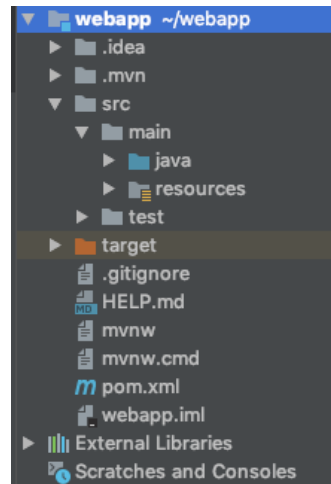 webapp ~/webapp
.idea
.mvn
src
main
java
resources
test
target
.gitignore
MD HELP.md
mvnw
mvnw.cmd
m pom.xml
webapp.iml
External Libraries
Scratches and Consoles